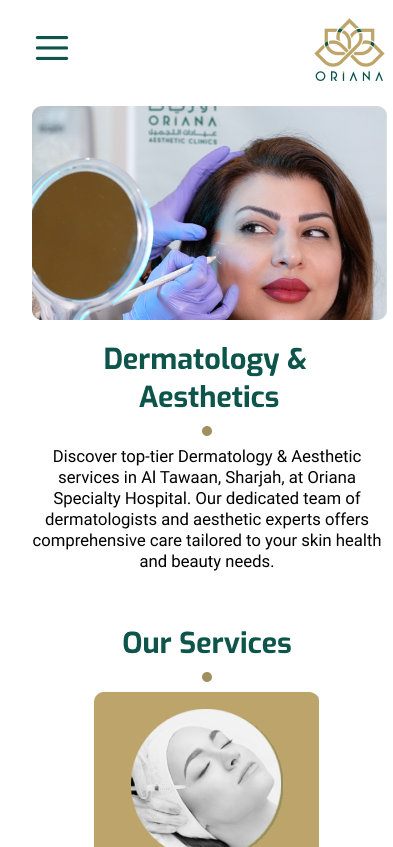 ORIANA
ORIANA
عيادات التجميل
AESTHETIC CLINICS
Dermatology &
Aesthetics
Discover top-tier Dermatology & Aesthetic
services in Al Tawaan, Sharjah, at Oriana
Specialty Hospital. Our dedicated team of
dermatologists and aesthetic experts offers
comprehensive care tailored to your skin health
and beauty needs.
Our Services